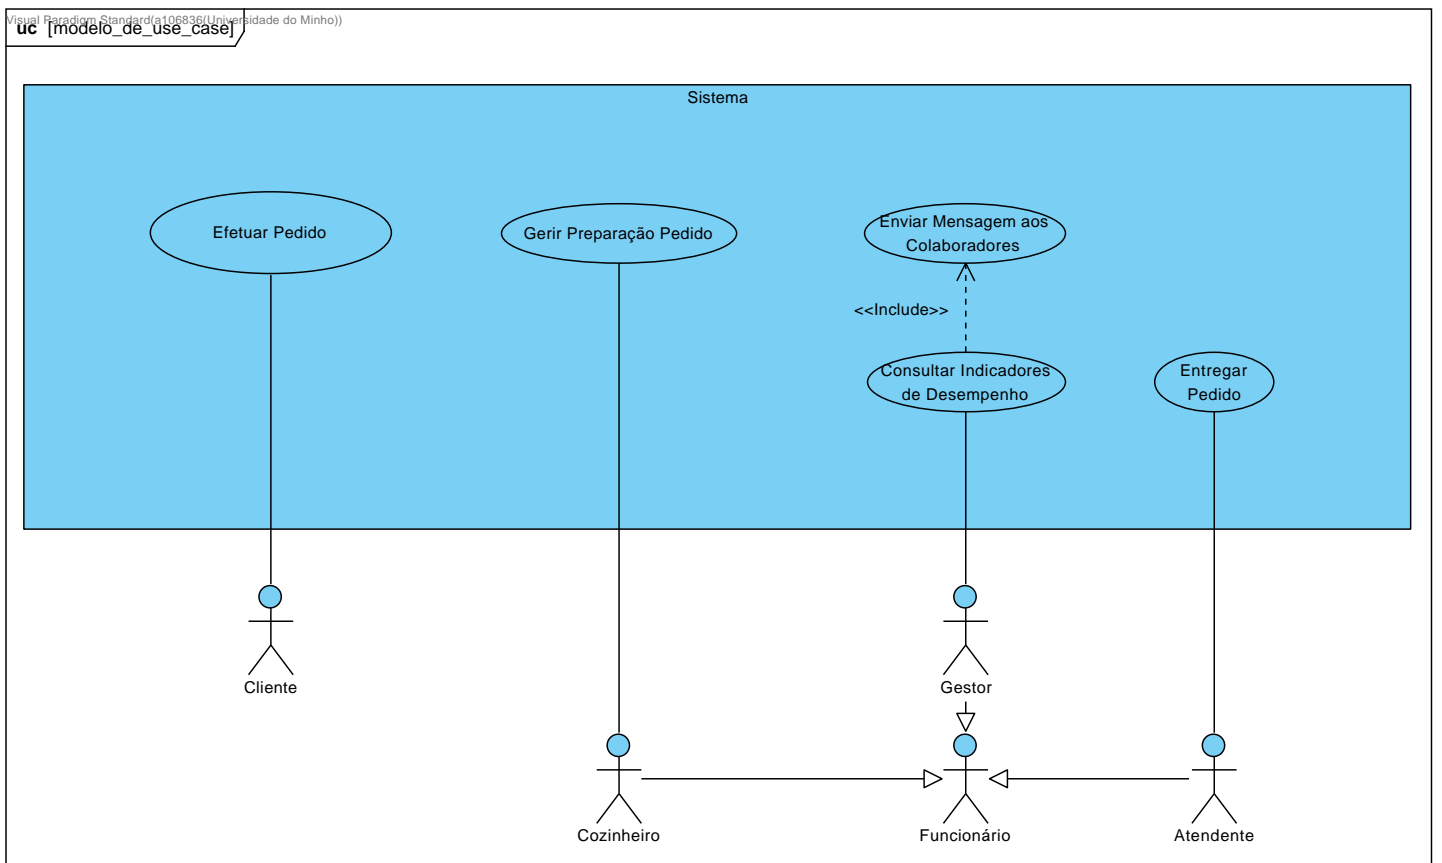 Visual Paradigm Standard(a106836(Universidade do Minho))
uc [modelo_de_use_case]
Sistema
Efetuar Pedido
Gerir Preparação Pedido
Enviar Mensagem aos
Colaboradores
<<Include>>
Consultar Indicadores
de Desempenho
Entregar
Pedido
Cliente
Gestor
Cozinheiro
Funcionário
Atendente